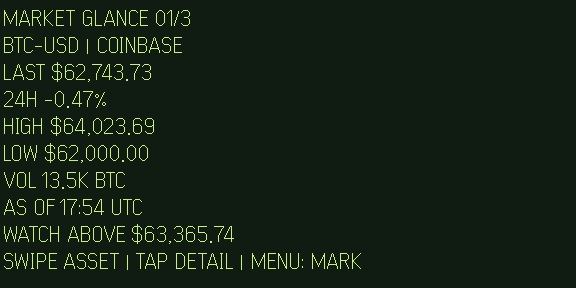 MARKET GLANCE 01/3
BTC-USD | COINBASE
LAST $62,743.73
24H -0.47%
HIGH $64,023.69
LOW $62,000.00
VOL 13.5K BTC
AS OF 17:54 UTC
WATCH ABOVE $63,365.74
SWIPE ASSET | TAP DETAIL | MENU: MARK